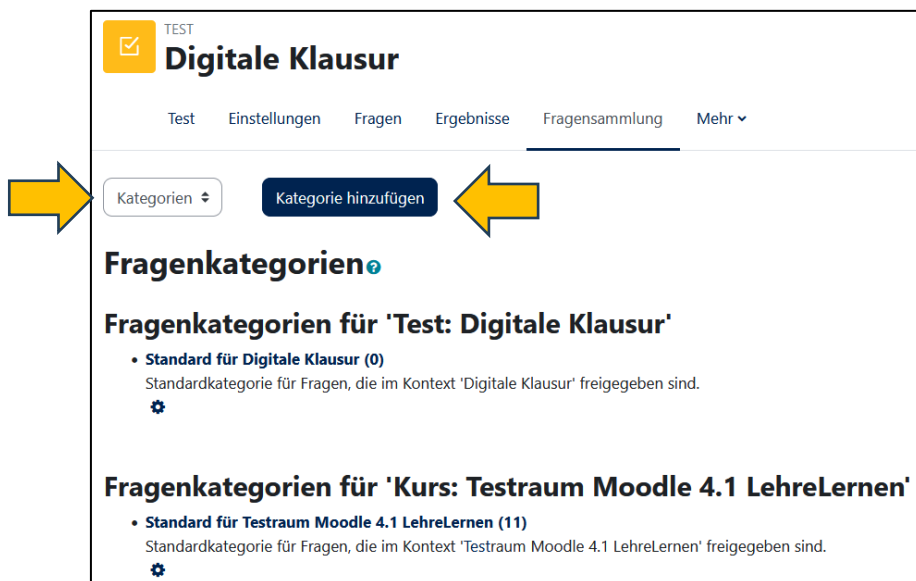 TEST
Digitale Klausur
Test Einstellungen Fragen Ergebnisse Fragensammlung Mehr
Kategorien Kategorie hinzufügen
Fragenkategorien
Fragenkategorien für 'Test: Digitale Klausur'
• Standard für Digitale Klausur (0)
Standardkategorie für Fragen, die im Kontext 'Digitale Klausur' freigegeben sind.
Fragenkategorien für 'Kurs: Testraum Moodle 4.1 LehreLernen'
• Standard für Testraum Moodle 4.1 LehreLernen (11)
Standardkategorie für Fragen, die im Kontext 'Testraum Moodle 4.1 LehreLernen' freigegeben sind.